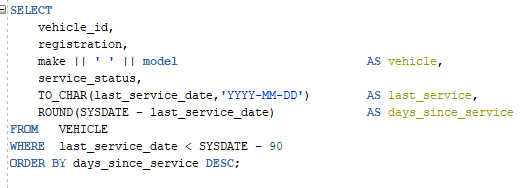 SELECT
    vehicle_id,
    registration,
    make || ' ' || model                            AS vehicle,
    service_status,
    TO_CHAR(last_service_date,'YYYY-MM-DD')         AS last_service,
    ROUND(SYSDATE - last_service_date)              AS days_since_service
FROM   VEHICLE
WHERE  last_service_date < SYSDATE - 90
ORDER BY days_since_service DESC;